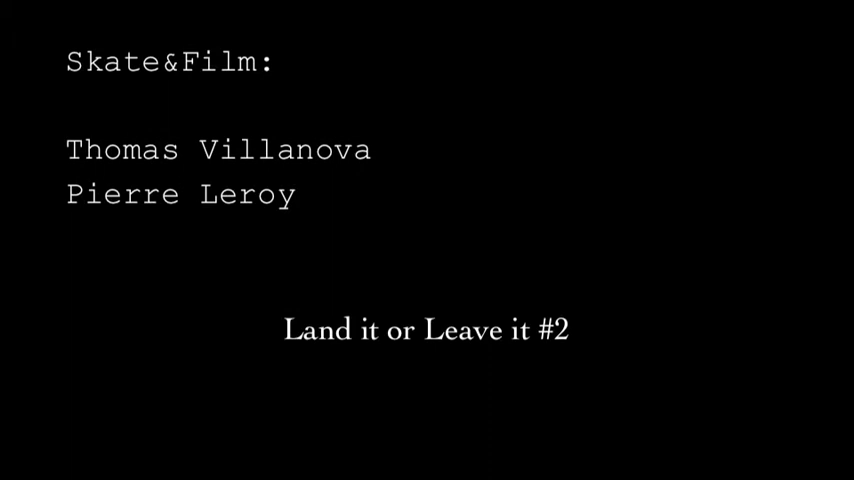 Skate&Film:
Thomas Villanova
Pierre Leroy
Land it or Leave it #2